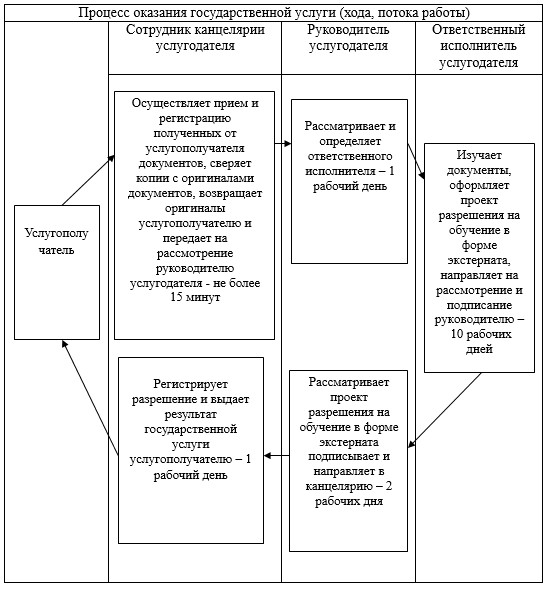 Процесс оказания государственной услуги (хода, потока работы)
Сотрудник канцелярии
услугодателя
Руководитель
услугодателя
Ответственный
исполнитель
услугодателя
Услугополу
чатель
Осуществляет прием и
регистрацию
полученных от
услугополучателя
документов, сверяет
копии с оригиналами
документов, возвращает
оригиналы
услугополучателю и
передает на
рассмотрение
руководителю
услугодателя - не более
15 минут
Рассматривает и
определяет
ответственного
исполнителя – 1
рабочий день
Изучает
документы,
оформляет
проект
разрешения на
обучение в
форме
экстерната,
направляет на
рассмотрение и
подписание
руководителю –
10 рабочих
дней
Рассматривает
проект
разрешения на
обучение в форме
экстерната
подписывает и
направляет в
канцелярию – 2
рабочих дня
Регистрирует
разрешение и выдает
результат
государственной
услуги
услугополучателю – 1
рабочий день